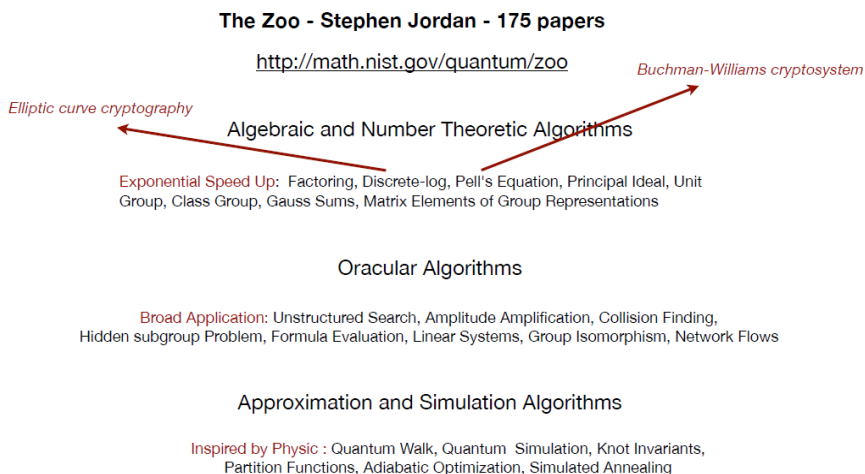 The Zoo - Stephen Jordan - 175 papers
http://math.nist.gov/quantum/zoo
Buchman-Williams cryptosystem
Elliptic curve cryptography
Algebraic and Number Theoretic Algorithms
Exponential Speed Up: Factoring, Discrete-log, Pell's Equation, Principal Ideal, Unit
Group, Class Group, Gauss Sums, Matrix Elements of Group Representations
Oracular Algorithms
Broad Application: Unstructured Search, Amplitude Amplification, Collision Finding,
Hidden subgroup Problem, Formula Evaluation, Linear Systems, Group Isomorphism, Network Flows
Approximation and Simulation Algorithms
Inspired by Physic : Quantum Walk, Quantum Simulation, Knot Invariants,
Partition Functions, Adiabatic Optimization, Simulated Annealing